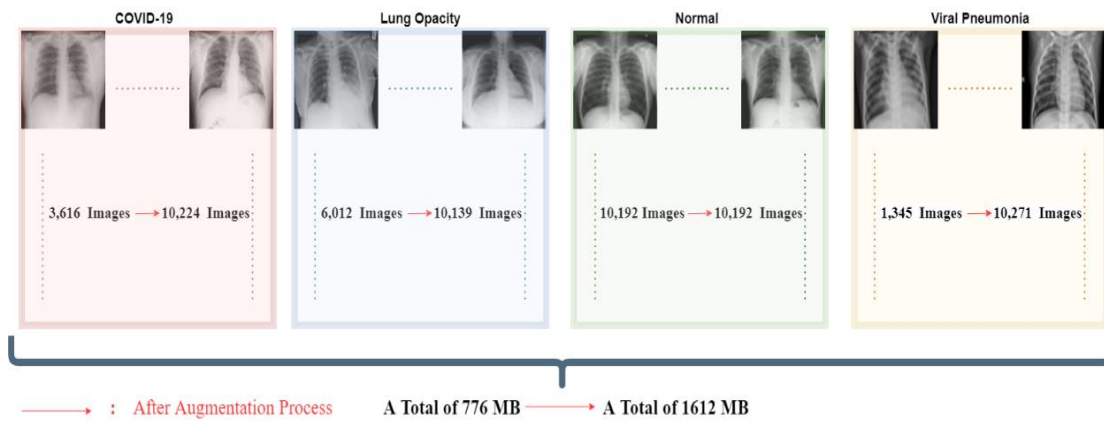 COVID-19
Lung Opacity
Normal
Viral Pneumonia
3,616 Images 10,224 Images
6,012 Images 10,139 Images
10,192 Images 10,192 Images
1,345 Images 10,271 Images
: After Augmentation Process A Total of 776 MB A Total of 1612 MB